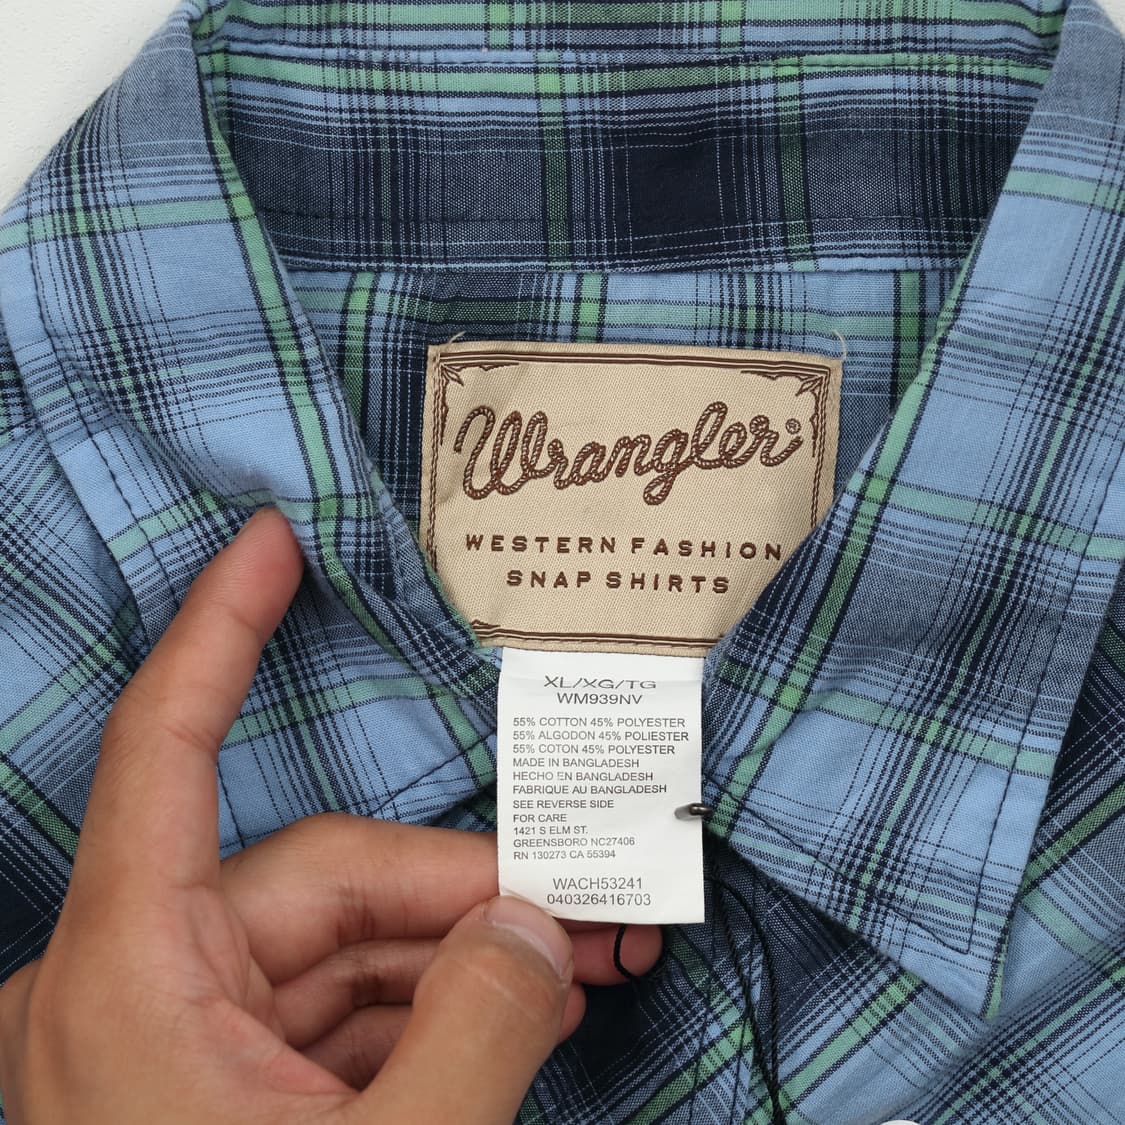 Wrangler®
WESTERN FASHION
SNAP SHIRTS
XL/XG/TG
WM939NV
55% COTTON 45% POLYESTER
55% ALGODON 45% POLIESTER
55% COTON 45% POLYESTER
MADE IN BANGLADESH
HECHO EN BANGLADESH
FABRIQUE AU BANGLADESH
SEE REVERSE SIDE
FOR CARE
1421 S ELM ST.
GREENSBORO NC27406
RN 130273 CA 55394
WACH53241
040326416703